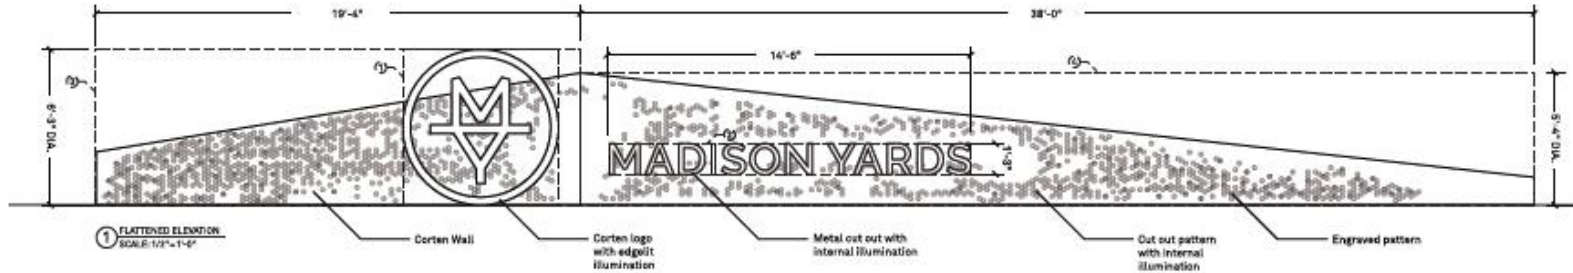 19'-4"
38'-0"
14'-6"
6'-3" DIA.
MADISON YARDS
5'-4" DIA.
1 FLATTENED ELEVATION
SCALE: 1/2"=1'-0"
Corten Wall
Corten logo
with edgelit
illumination
Metal cut out with
internal illumination
Cut out pattern
with internal
illumination
Engraved pattern